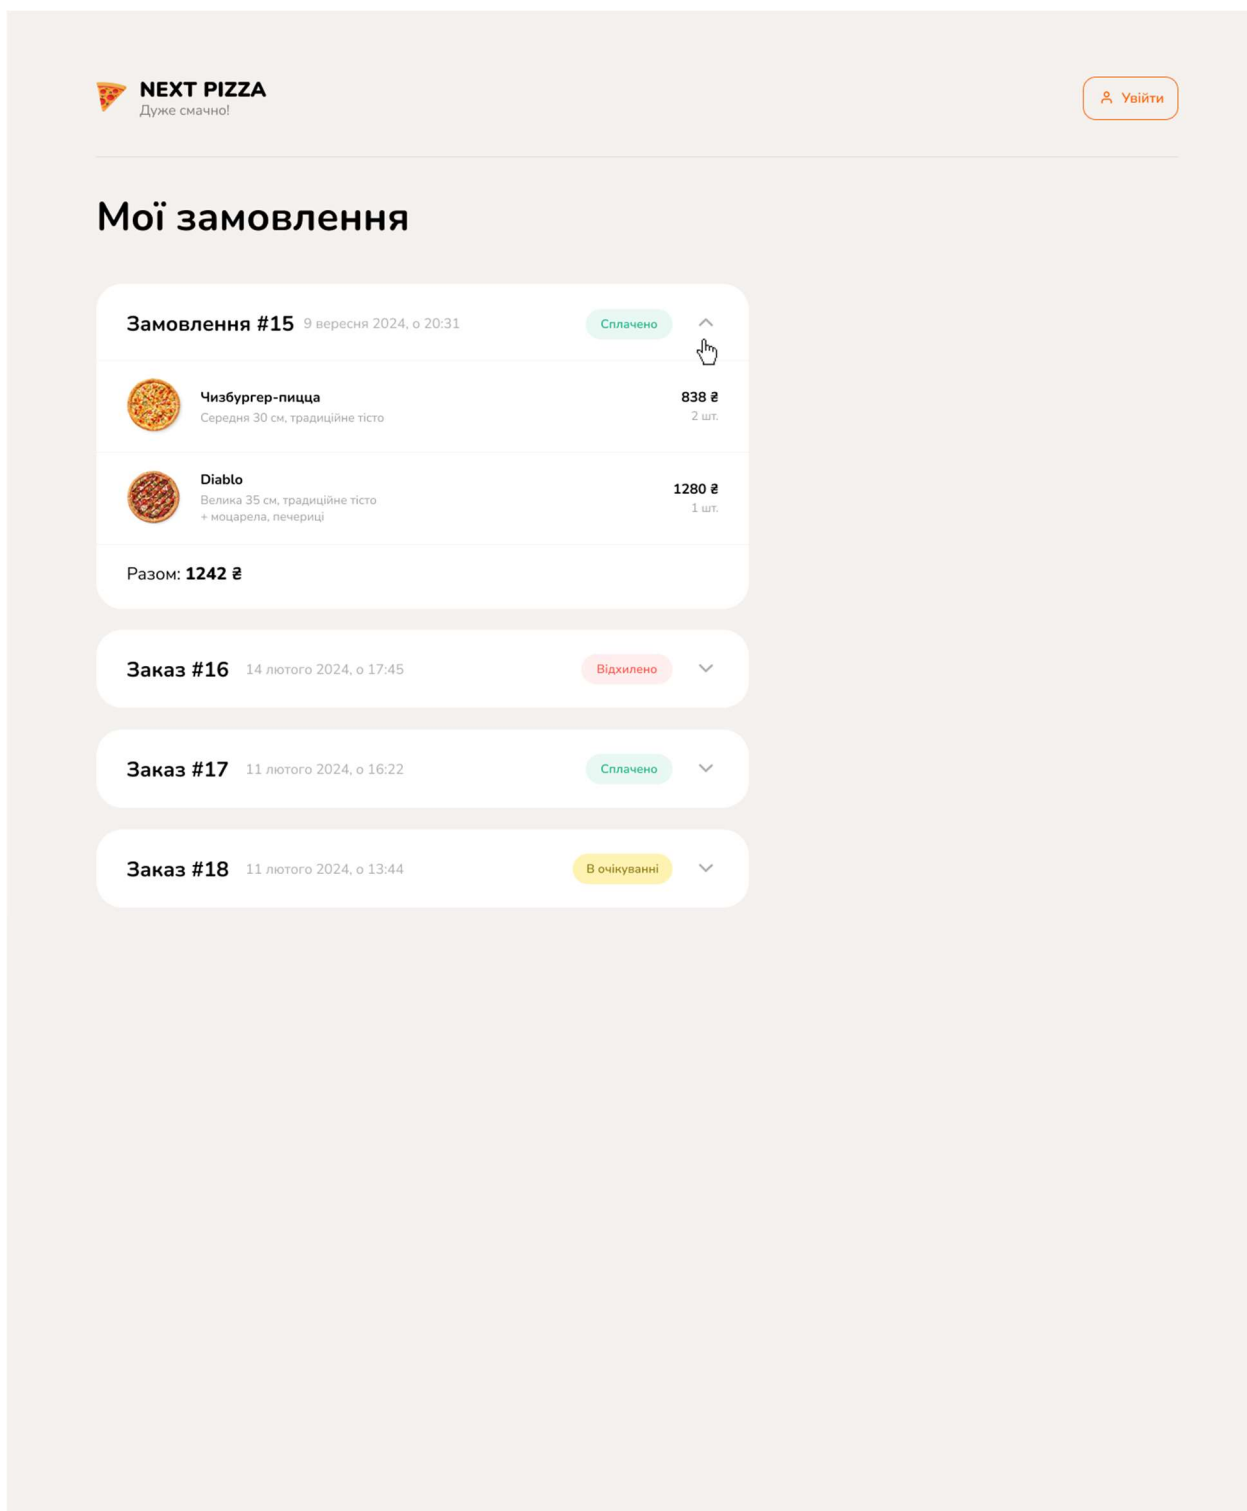 NEXT PIZZA
Дуже смачно!
Увійти
Мої замовлення
Замовлення #15 9 вересня 2024, о 20:31 Сплачено
Чизбургер-пицца 838 ₴
Середня 30 см, традиційне тісто 2 шт.
Diablo 1280 ₴
Велика 35 см, традиційне тісто 1 шт.
+ моцарела, печериці
Разом: 1242 ₴
Заказ #16 14 лютого 2024, о 17:45 Відхилено
Заказ #17 11 лютого 2024, о 16:22 Сплачено
Заказ #18 11 лютого 2024, о 13:44 В очікуванні